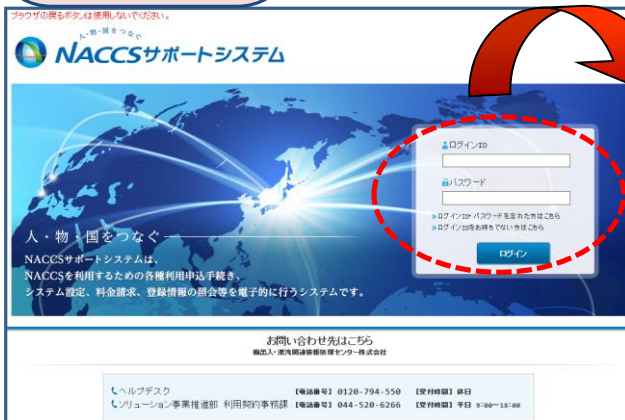 ブラウザの戻るボタンは使用しないでください。
人・物・国をつなぐ
NACCSサポートシステム
ログインID
パスワード
ログインID・パスワードを忘れた方はこちら
ログインIDをお持ちでない方はこちら
ログイン
人・物・国をつなぐ
NACCSサポートシステムは、
NACCSを利用するための各種利用申込手続き、
システム設定、料金請求、登録情報の照会等を電子的に行うシステムです。
お問い合わせ先はこちら
輸出入・港湾関連情報処理センター株式会社
ヘルプデスク 【電話番号】 0120-794-550 【受付時間】 終日
ソリューション事業推進部 利用契約事務課 【電話番号】 044-520-6266 【受付時間】 平日 9:00～18:00